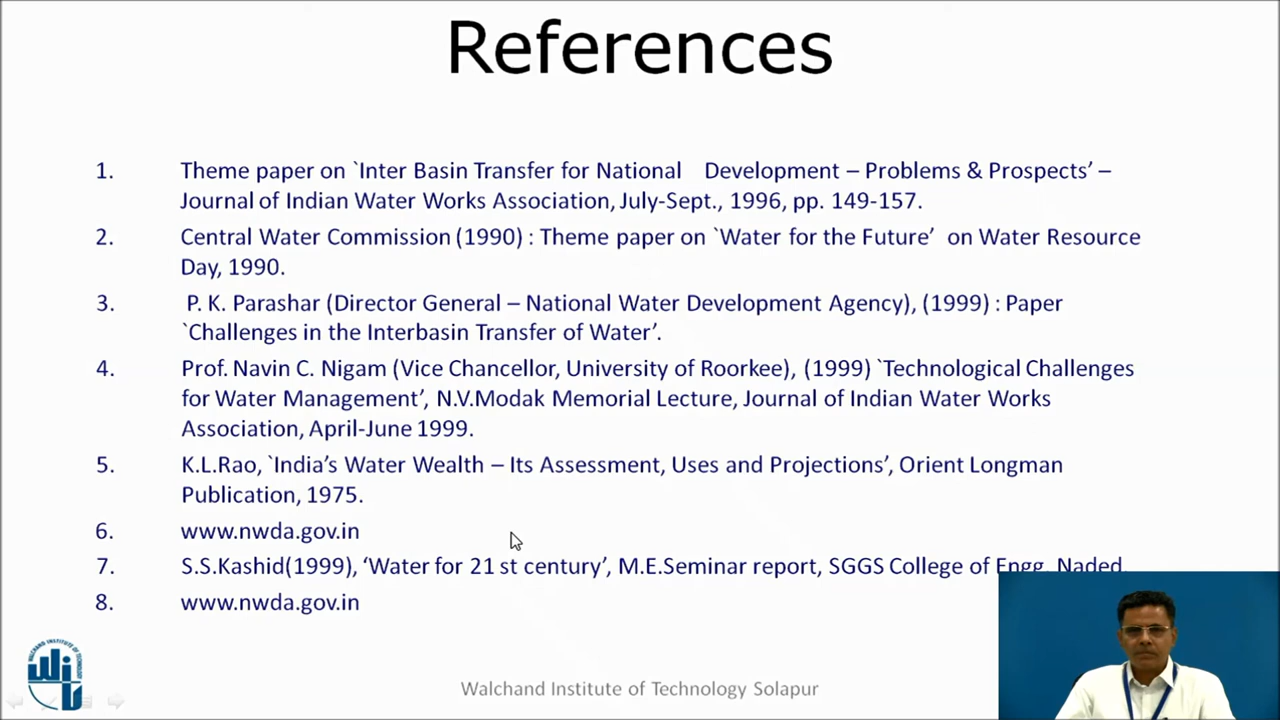 References
1. Theme paper on `Inter Basin Transfer for National Development – Problems & Prospects’ –
Journal of Indian Water Works Association, July-Sept., 1996, pp. 149-157.
2. Central Water Commission (1990) : Theme paper on `Water for the Future’ on Water Resource
Day, 1990.
3. P. K. Parashar (Director General – National Water Development Agency), (1999) : Paper
`Challenges in the Interbasin Transfer of Water’.
4. Prof. Navin C. Nigam (Vice Chancellor, University of Roorkee), (1999) `Technological Challenges
for Water Management’, N.V.Modak Memorial Lecture, Journal of Indian Water Works
Association, April-June 1999.
5. K.L.Rao, `India’s Water Wealth – Its Assessment, Uses and Projections’, Orient Longman
Publication, 1975.
6. www.nwda.gov.in
7. S.S.Kashid(1999), ‘Water for 21 st century’, M.E.Seminar report, SGGS College of Engg. Naded.
8. www.nwda.gov.in
WALCHAND INSTITUTE OF TECHNOLOGY
WIT
Walchand Institute of Technology Solapur